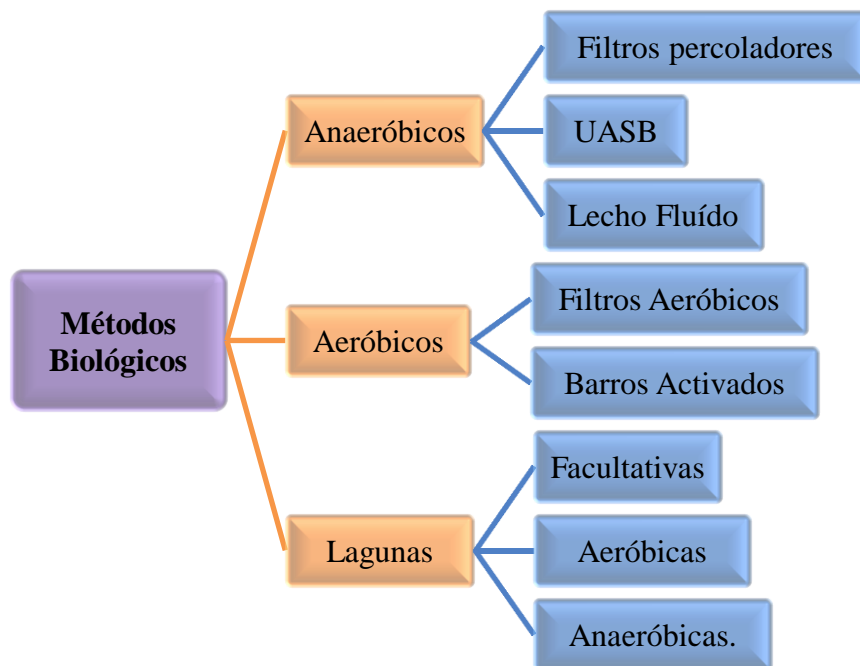 Métodos
Biológicos
Anaeróbicos
Filtros percoladores
UASB
Lecho Fluído
Aeróbicos
Filtros Aeróbicos
Barros Activados
Lagunas
Facultativas
Aeróbicas
Anaeróbicas.